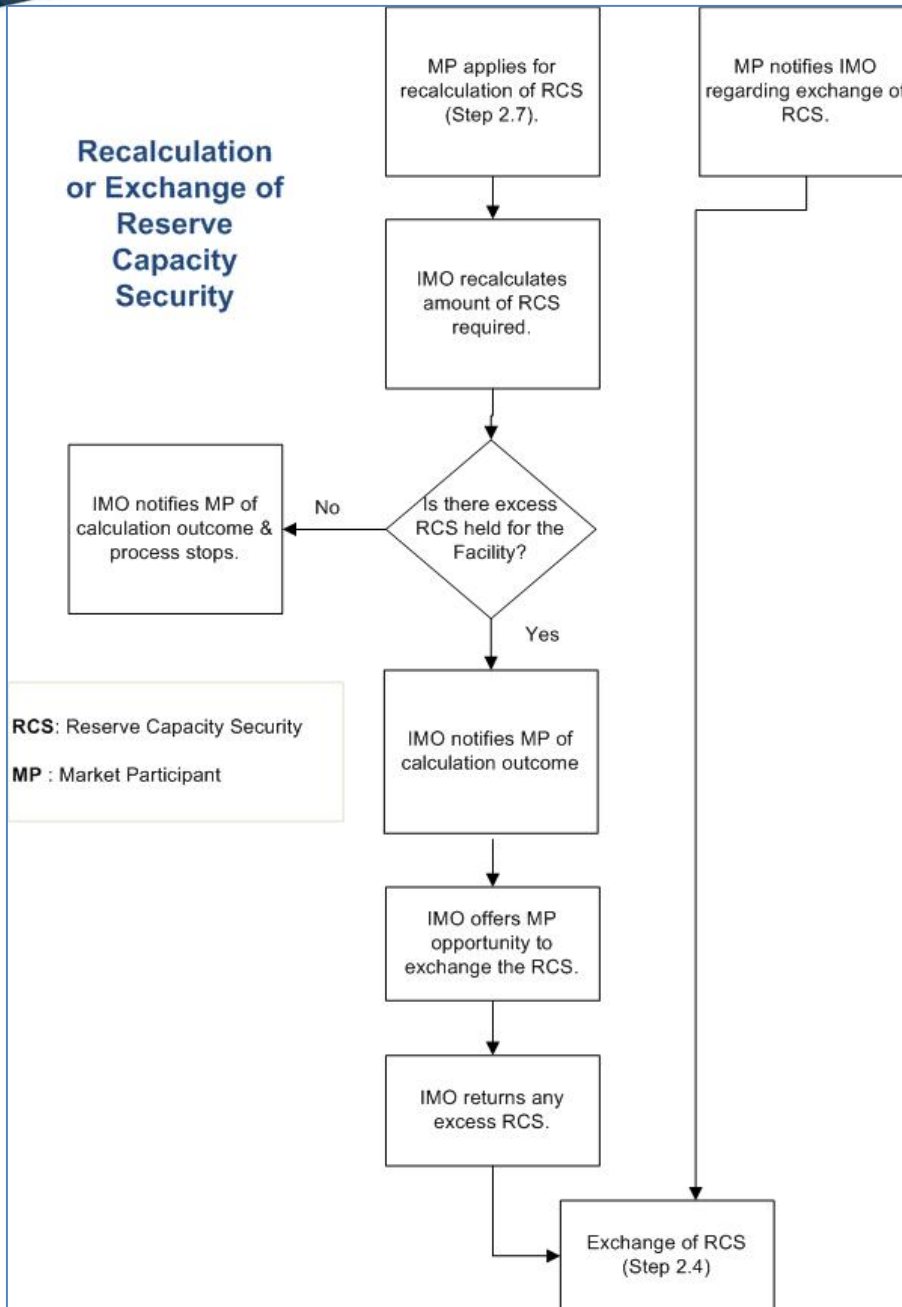 Recalculation
or Exchange of
Reserve
Capacity
Security
MP applies for
recalculation of RCS
(Step 2.7).
MP notifies IMO
regarding exchange of
RCS.
IMO recalculates
amount of RCS
required.
Is there excess
RCS held for the
Facility?
No
IMO notifies MP of
calculation outcome &
process stops.
Yes
IMO notifies MP of
calculation outcome
RCS: Reserve Capacity Security
MP : Market Participant
IMO offers MP
opportunity to
exchange the RCS.
IMO returns any
excess RCS.
Exchange of RCS
(Step 2.4)